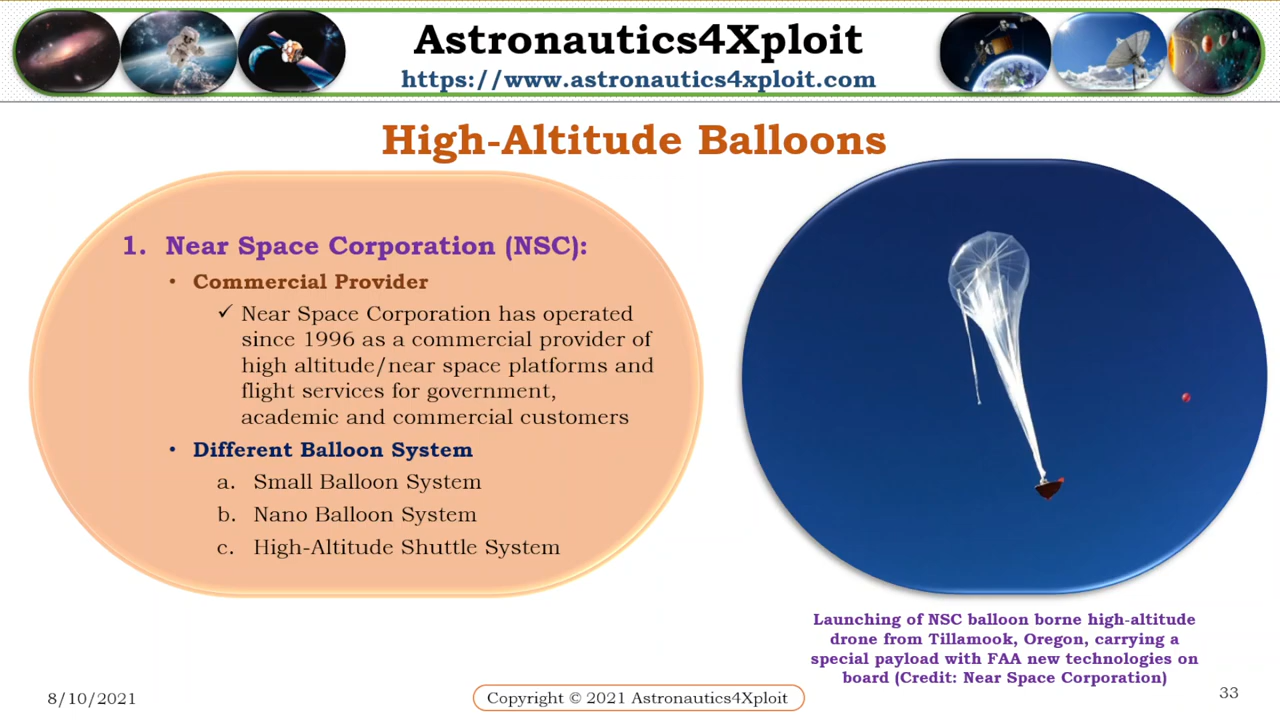 Astronautics4Xploit
https://www.astronautics4xploit.com
High-Altitude Balloons
1. Near Space Corporation (NSC):
• Commercial Provider
✓ Near Space Corporation has operated
since 1996 as a commercial provider of
high altitude/near space platforms and
flight services for government,
academic and commercial customers
• Different Balloon System
a. Small Balloon System
b. Nano Balloon System
c. High-Altitude Shuttle System
Launching of NSC balloon borne high-altitude
drone from Tillamook, Oregon, carrying a
special payload with FAA new technologies on
board (Credit: Near Space Corporation)
8/10/2021
Copyright © 2021 Astronautics4Xploit
33